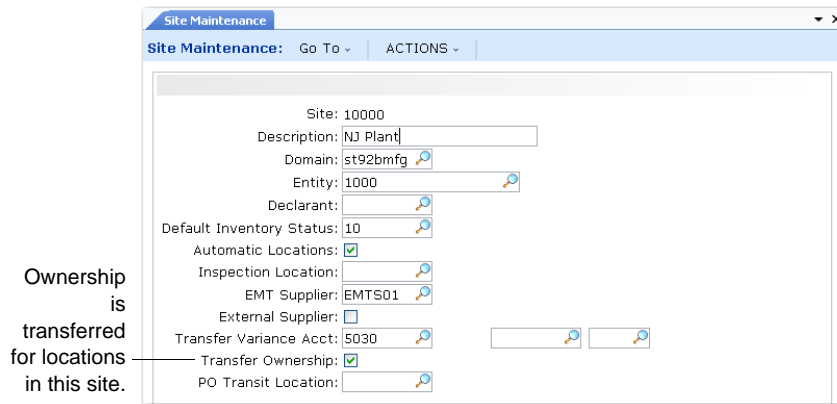 Site Maintenance
Site Maintenance: Go To ACTIONS
Site: 10000
Description: NJ Plant
Domain: st92bmfg
Entity: 1000
Declarant:
Default Inventory Status: 10
Automatic Locations:
Inspection Location:
EMT Supplier: EMTS01
External Supplier:
Transfer Variance Acct: 5030
Transfer Ownership:
PO Transit Location:
Ownership
is
transferred
for locations
in this site.